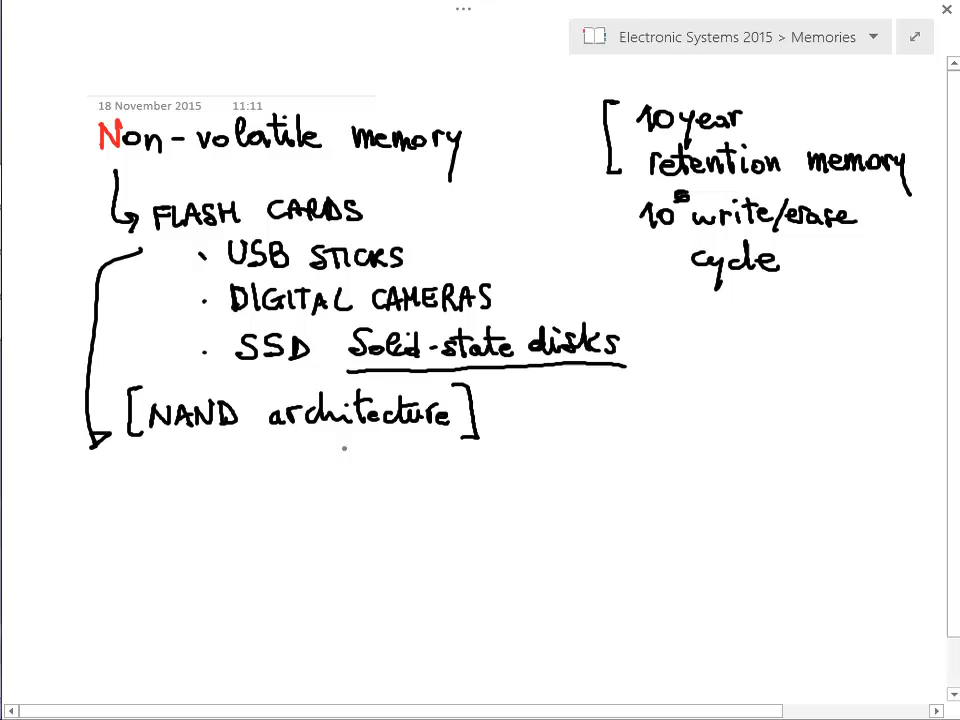 Electronic Systems 2015 > Memories
18 November 2015 11:11
Non-volatile memory
FLASH CARDS
USB STICKS
· DIGITAL CAMERAS
· SSD Solid-state disks
[NAND architecture]
10 year
retention memory
10⁵ write/erase
cycle